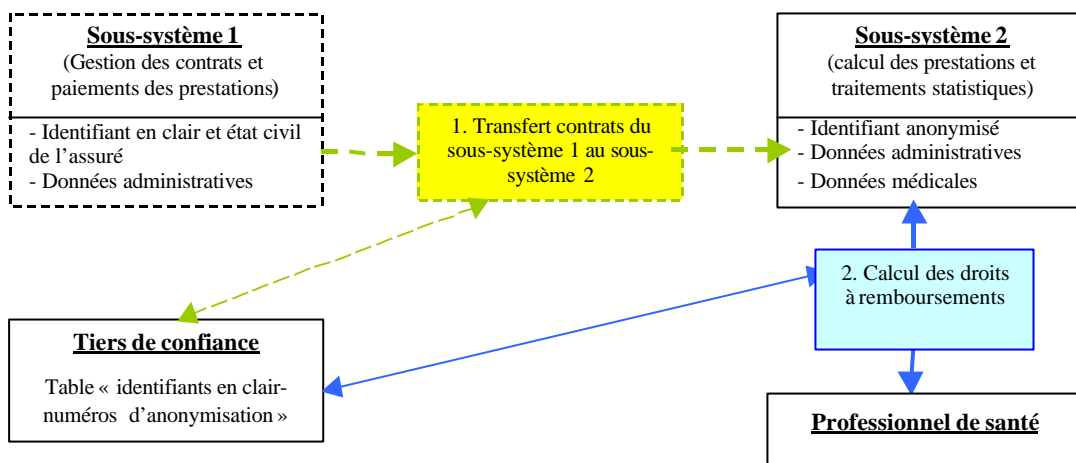 Sous-système 1
(Gestion des contrats et
paiements des prestations)
- Identifiant en clair et état civil
de l'assuré
- Données administratives
1. Transfert contrats du
sous-système 1 au sous-
système 2
Sous-système 2
(calcul des prestations et
traitements statistiques)
- Identifiant anonymisé
- Données administratives
- Données médicales
2. Calcul des droits
à remboursements
Tiers de confiance
Table « identifiants en clair-
numéros d'anonymisation »
Professionnel de santé